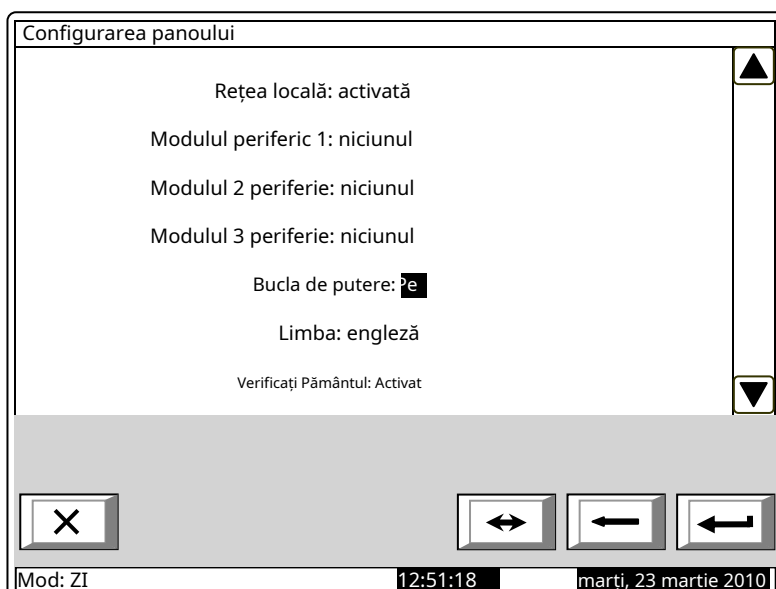 Configurarea panoului
Rețea locală: activată
Modulul periferic 1: niciunul
Modulul 2 periferie: niciunul
Modulul 3 periferie: niciunul
Bucla de putere: Pe
Limba: engleză
Verificați Pământul: Activat
Mod: ZI 12:51:18 marți, 23 martie 2010